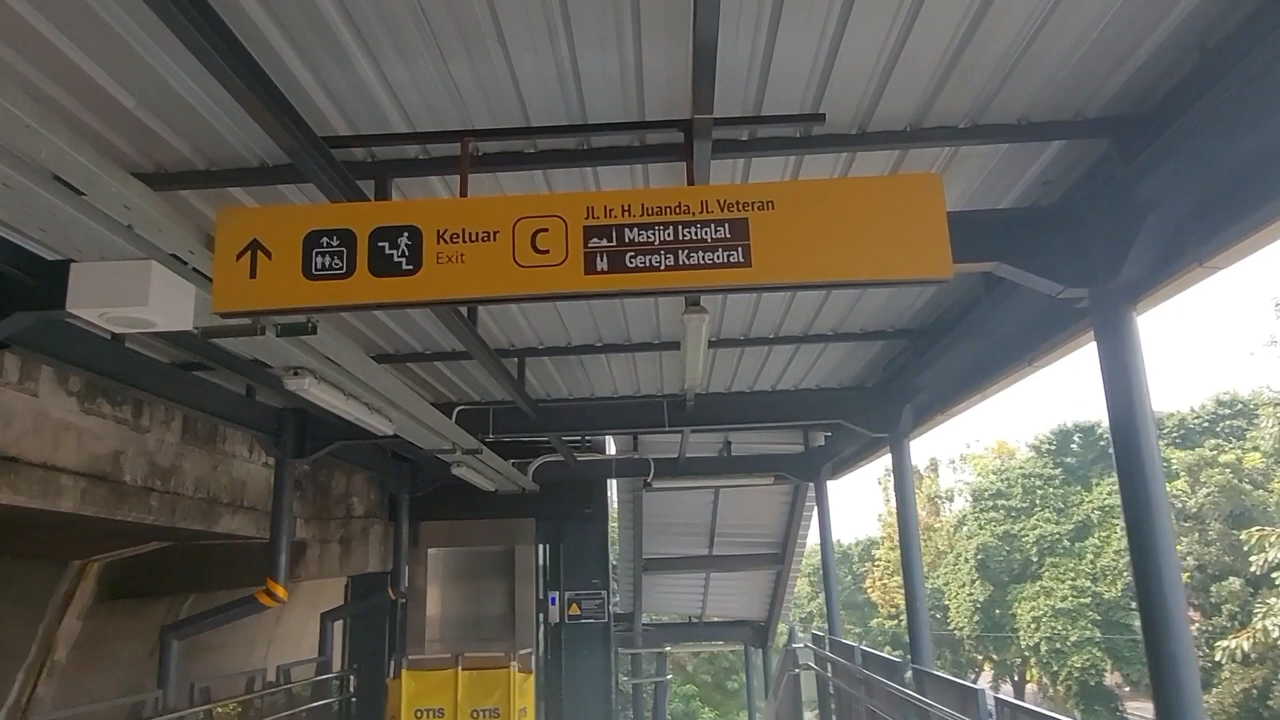 Keluar
Exit
C
Jl. Ir. H. Juanda, Jl. Veteran
Masjid Istiqlal
Gereja Katedral
OTIS OTIS